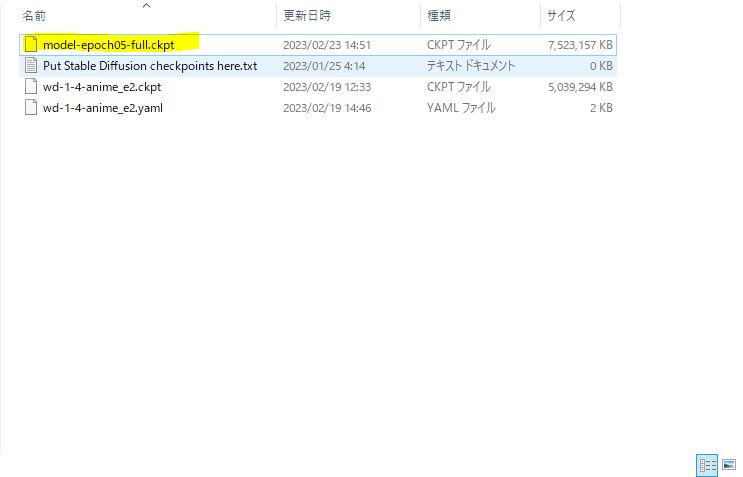 名前 更新日時 種類 サイズ
model-epoch05-full.ckpt 2023/02/23 14:51 CKPT ファイル 7,523,157 KB
Put Stable Diffusion checkpoints here.txt 2023/01/25 4:14 テキスト ドキュメント 0 KB
wd-1-4-anime_e2.ckpt 2023/02/19 12:33 CKPT ファイル 5,039,294 KB
wd-1-4-anime_e2.yaml 2023/02/19 14:46 YAML ファイル 2 KB